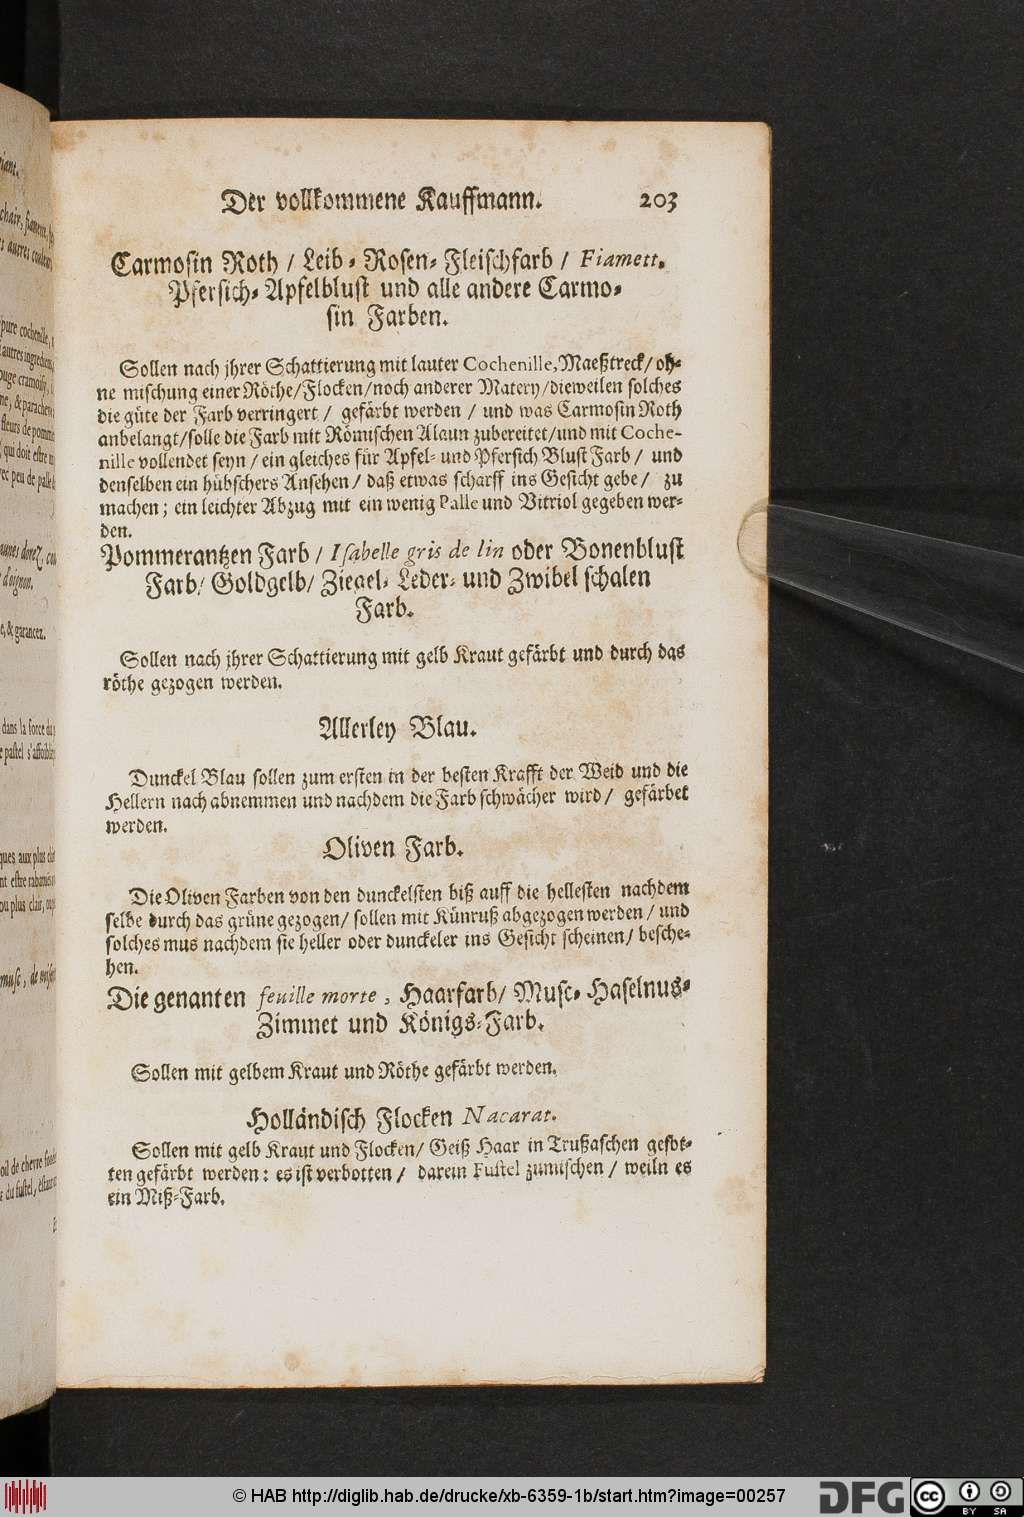 Der vollkommene Kauffmann. 203
Carmosin Roth / Leib- Rosen- Fleischfarb / Fiamett.
Pfersich- Apfelblust und alle andere Carmo-
sin Farben.
Sollen nach jhrer Schattierung mit lauter Cochenille, Maeßtreck / oh-
ne mischung einer Röthe / Flocken / noch anderer Matery / dieweilen solches
die güte der Farb verringert / gefärbt werden / und was Carmosin Roth
anbelangt / solle die Farb mit Römischen Alaun zubereitet / und mit Coche-
nille vollendet seyn / ein gleiches für Apfel- und Pfersich Blust Farb / und
denselben ein hübschers Ansehen / daß etwas scharff ins Gesicht gebe / zu
machen ; ein leichter Abzug mit ein wenig Palle und Vitriol gegeben wer-
den.
Pommerantzen Farb / Isabelle gris de lin oder Bonenblust
Farb / Goldgelb / Ziegel- Leder- und Zwibel schalen
Farb.
Sollen nach jhrer Schattierung mit gelb Kraut gefärbt und durch das
röthe gezogen werden.
Allerley Blau.
Dunckel Blau sollen zum ersten in der besten Krafft der Weid und die
Hellern nach abnemmen und nachdem die Farb schwächer wird / gefärbet
werden.
Oliven Farb.
Die Oliven Farben von den dunckelsten biß auff die hellesten nachdem
selbe durch das grüne gezogen / sollen mit Künruß abgezogen werden / und
solches mus nachdem sie heller oder dunckeler ins Gesicht scheinen / besche-
hen.
Die genanten feuille morte, Haarfarb / Musc- Haselnus-
Zimmet und Königs-Farb.
Sollen mit gelbem Kraut und Röthe gefärbt werden.
Holländisch Flocken Nacarat.
Sollen mit gelb Kraut und Flocken / Geiß Haar in Trußaschen gesot-
ten gefärbt werden : es ist verbotten / darein Fustel zumischen / weiln es
ein Miß-Farb.
© HAB http://diglib.hab.de/drucke/xb-6359-1b/start.htm?image=00257
DFG
cc BY SA